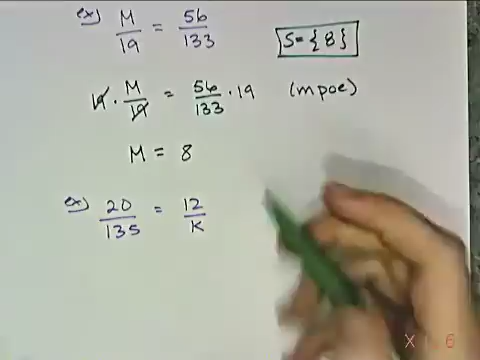 ex) M/19 = 56/133 S = { 8 }
19 · M/19 = 56/133 · 19 (mpoe)
M = 8
ex) 20/135 = 12/K